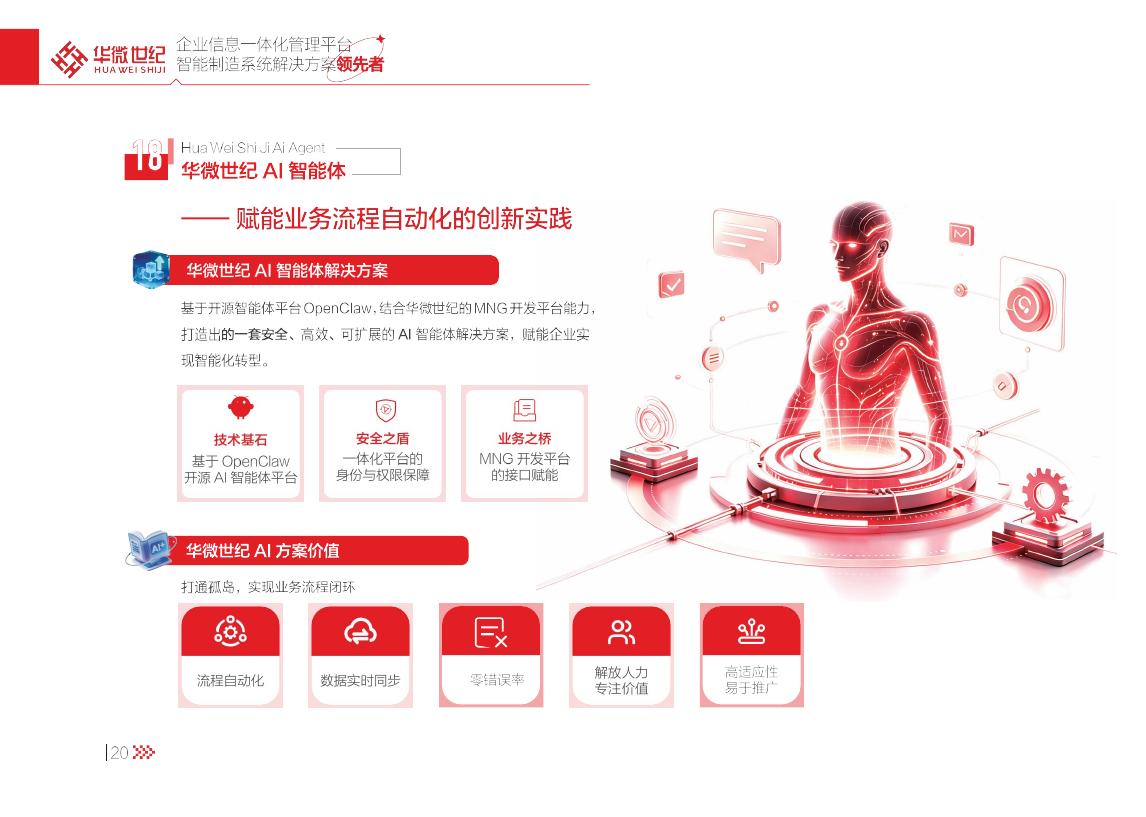 华微世纪
HUA WEI SHIJI
企业信息一体化管理平台
智能制造系统解决方案领先者
18
Hua Wei Shi Ji Ai Agent
华微世纪 AI 智能体
—— 赋能业务流程自动化的创新实践
华微世纪 AI 智能体解决方案
基于开源智能体平台 OpenClaw,结合华微世纪的 MNG 开发平台能力,
打造出的一套安全、高效、可扩展的 AI 智能体解决方案，赋能企业实
现智能化转型。
技术基石
基于 OpenClaw
开源 AI 智能体平台
安全之盾
一体化平台的
身份与权限保障
业务之桥
MNG 开发平台
的接口赋能
AI+
华微世纪 AI 方案价值
打通孤岛，实现业务流程闭环
流程自动化
数据实时同步
零错误率
解放人力
专注价值
高适应性
易于推广
20